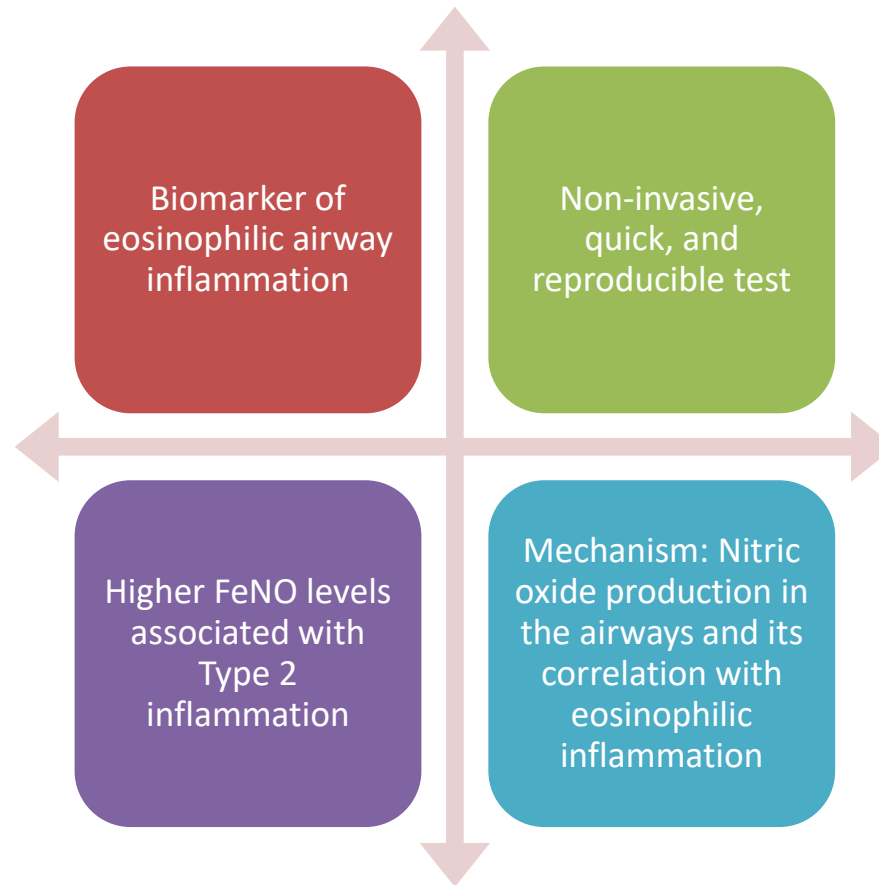 Biomarker of
eosinophilic airway
inflammation
Non-invasive,
quick, and
reproducible test
Higher FeNO levels
associated with
Type 2
inflammation
Mechanism: Nitric
oxide production in
the airways and its
correlation with
eosinophilic
inflammation